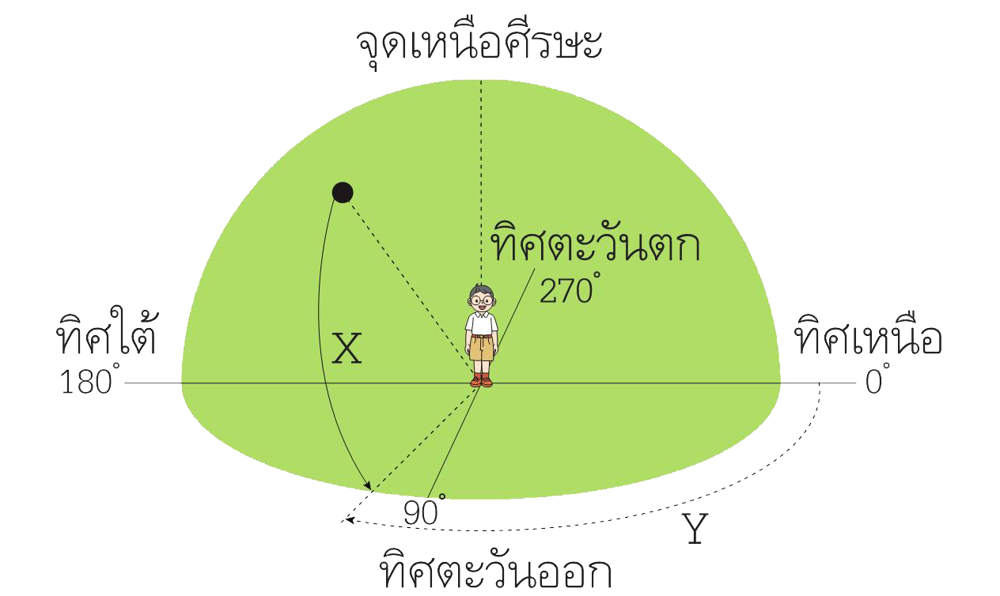 จุดเหนือศีรษะ
ทิศตะวันตก
270°
ทิศใต้
180°
X
ทิศเหนือ
0°
90°
Y
ทิศตะวันออก